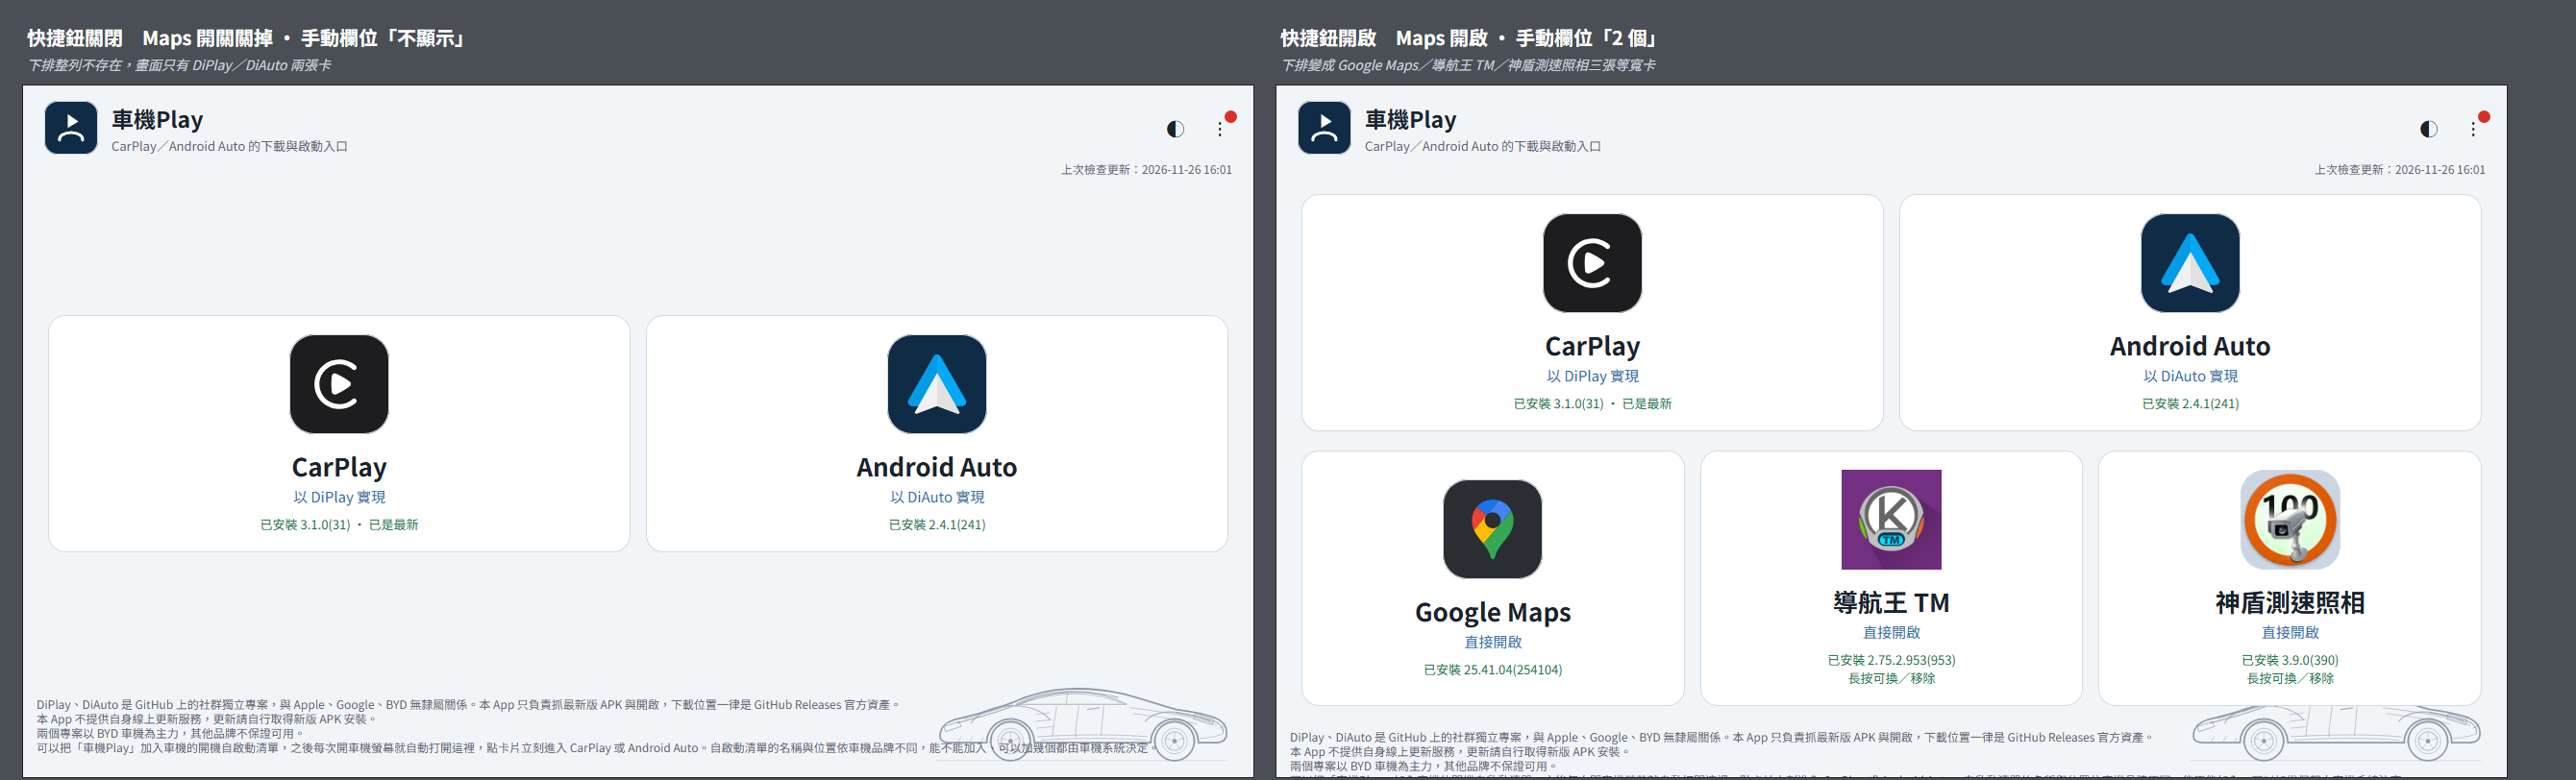 快捷鈕關閉 Maps 開關關掉 · 手動欄位「不顯示」
下排整列不存在，畫面只有 DiPlay／DiAuto 兩張卡
車機Play
CarPlay／Android Auto 的下載與啟動入口
上次檢查更新：2026-11-26 16:01
CarPlay
以 DiPlay 實現
已安裝 3.1.0(31) · 已是最新
Android Auto
以 DiAuto 實現
已安裝 2.4.1(241)
DiPlay、DiAuto 是 GitHub 上的社群獨立專案，與 Apple、Google、BYD 無隸屬關係。本 App 只負責抓最新版 APK 與開啟，下載位置一律是 GitHub Releases 官方資產。
本 App 不提供自身線上更新服務，更新請自行取得新版 APK 安裝。
兩個專案以 BYD 車機為主力，其他品牌不保證可用。
可以把「車機Play」加入車機的開機自啟動清單，之後每次開車機螢幕就自動打開這裡，點卡片立刻進入 CarPlay 或 Android Auto。自啟動清單的名稱與位置依車機品牌不同，能不能加入、可以加幾個都由車機系統決定。
快捷鈕開啟 Maps 開啟 · 手動欄位「2 個」
下排變成 Google Maps／導航王 TM／神盾測速照相三張等寬卡
車機Play
CarPlay／Android Auto 的下載與啟動入口
上次檢查更新：2026-11-26 16:01
CarPlay
以 DiPlay 實現
已安裝 3.1.0(31) · 已是最新
Android Auto
以 DiAuto 實現
已安裝 2.4.1(241)
Google Maps
直接開啟
已安裝 25.41.04(254104)
K
TM
導航王 TM
直接開啟
已安裝 2.75.2.953(953)
長按可換／移除
100
神盾測速照相
直接開啟
已安裝 3.9.0(390)
長按可換／移除
DiPlay、DiAuto 是 GitHub 上的社群獨立專案，與 Apple、Google、BYD 無隸屬關係。本 App 只負責抓最新版 APK 與開啟，下載位置一律是 GitHub Releases 官方資產。
本 App 不提供自身線上更新服務，更新請自行取得新版 APK 安裝。
兩個專案以 BYD 車機為主力，其他品牌不保證可用。